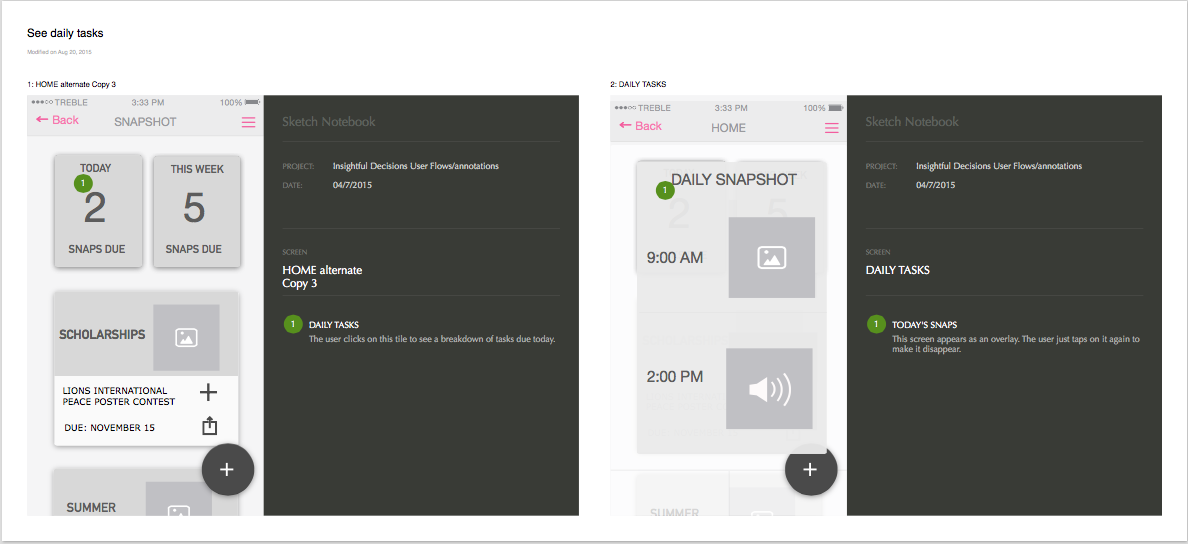 See daily tasks
Modified on Aug 20, 2015
1: HOME alternate Copy 3
TREBLE 3:33 PM 100%
Back SNAPSHOT
TODAY
1
2
SNAPS DUE
THIS WEEK
5
SNAPS DUE
SCHOLARSHIPS
LIONS INTERNATIONAL
PEACE POSTER CONTEST
DUE: NOVEMBER 15
SUMMER
Sketch Notebook
PROJECT: Insightful Decisions User Flows/annotations
DATE: 04/7/2015
SCREEN
HOME alternate
Copy 3
1 DAILY TASKS
The user clicks on this tile to see a breakdown of tasks due today.
2: DAILY TASKS
TREBLE 3:33 PM 100%
Back HOME
DAILY SNAPSHOT
1
2 5
9:00 AM
2:00 PM
SUMMER
Sketch Notebook
PROJECT: Insightful Decisions User Flows/annotations
DATE: 04/7/2015
SCREEN
DAILY TASKS
1 TODAY'S SNAPS
This screen appears as an overlay. The user just taps on it again to
make it disappear.